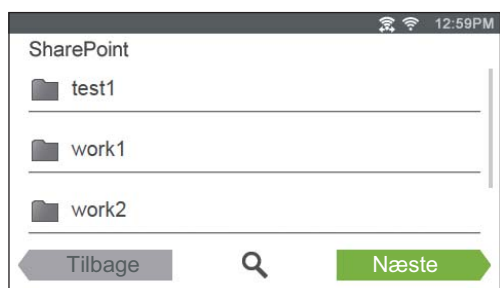 12:59PM
SharePoint
test1
work1
work2
Tilbage Næste